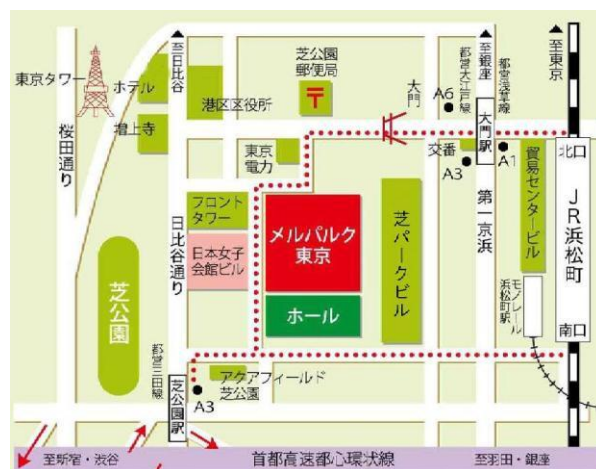 至日比谷
至銀座
至東京
都営大江戸線
都営浅草線
芝公園
郵便局
東京タワー
ホテル
港区区役所
大門
A6
大門駅
増上寺
桜田通り
東京
電力
交番
A3
A1
北口
貿易センタービル
JR浜松町
フロント
タワー
日比谷通り
日本女子
会館ビル
メルパルク
東京
芝パークビル
第一京浜
芝公園
ホール
モノレール
浜松町駅
南口
都営三田線
芝公園駅
アクアフィールド
芝公園
A3
至新宿・渋谷
首都高速都心環状線
至羽田・銀座